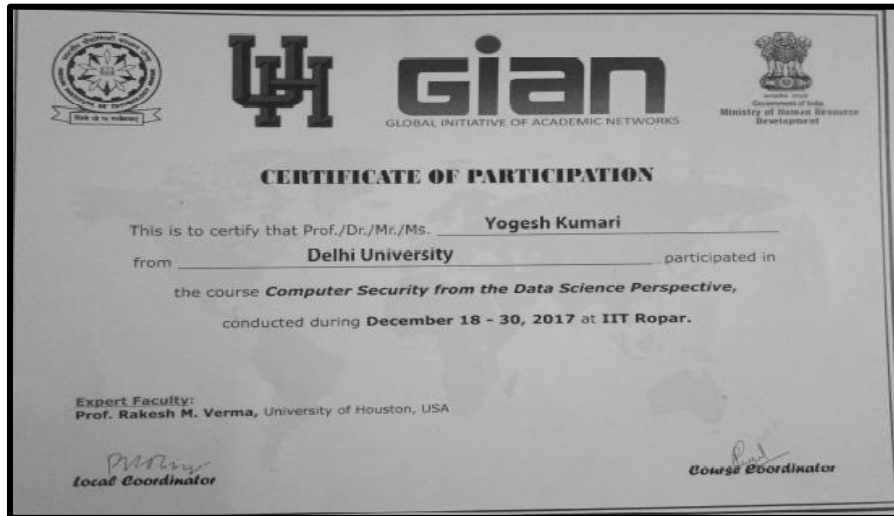 UH
GIAN
GLOBAL INITIATIVE OF ACADEMIC NETWORKS
Government of India
Ministry of Human Resource
Development
CERTIFICATE OF PARTICIPATION
This is to certify that Prof./Dr./Mr./Ms. Yogesh Kumari
from Delhi University participated in
the course Computer Security from the Data Science Perspective,
conducted during December 18 - 30, 2017 at IIT Ropar.
Expert Faculty:
Prof. Rakesh M. Verma, University of Houston, USA
Local Coordinator
Course Coordinator